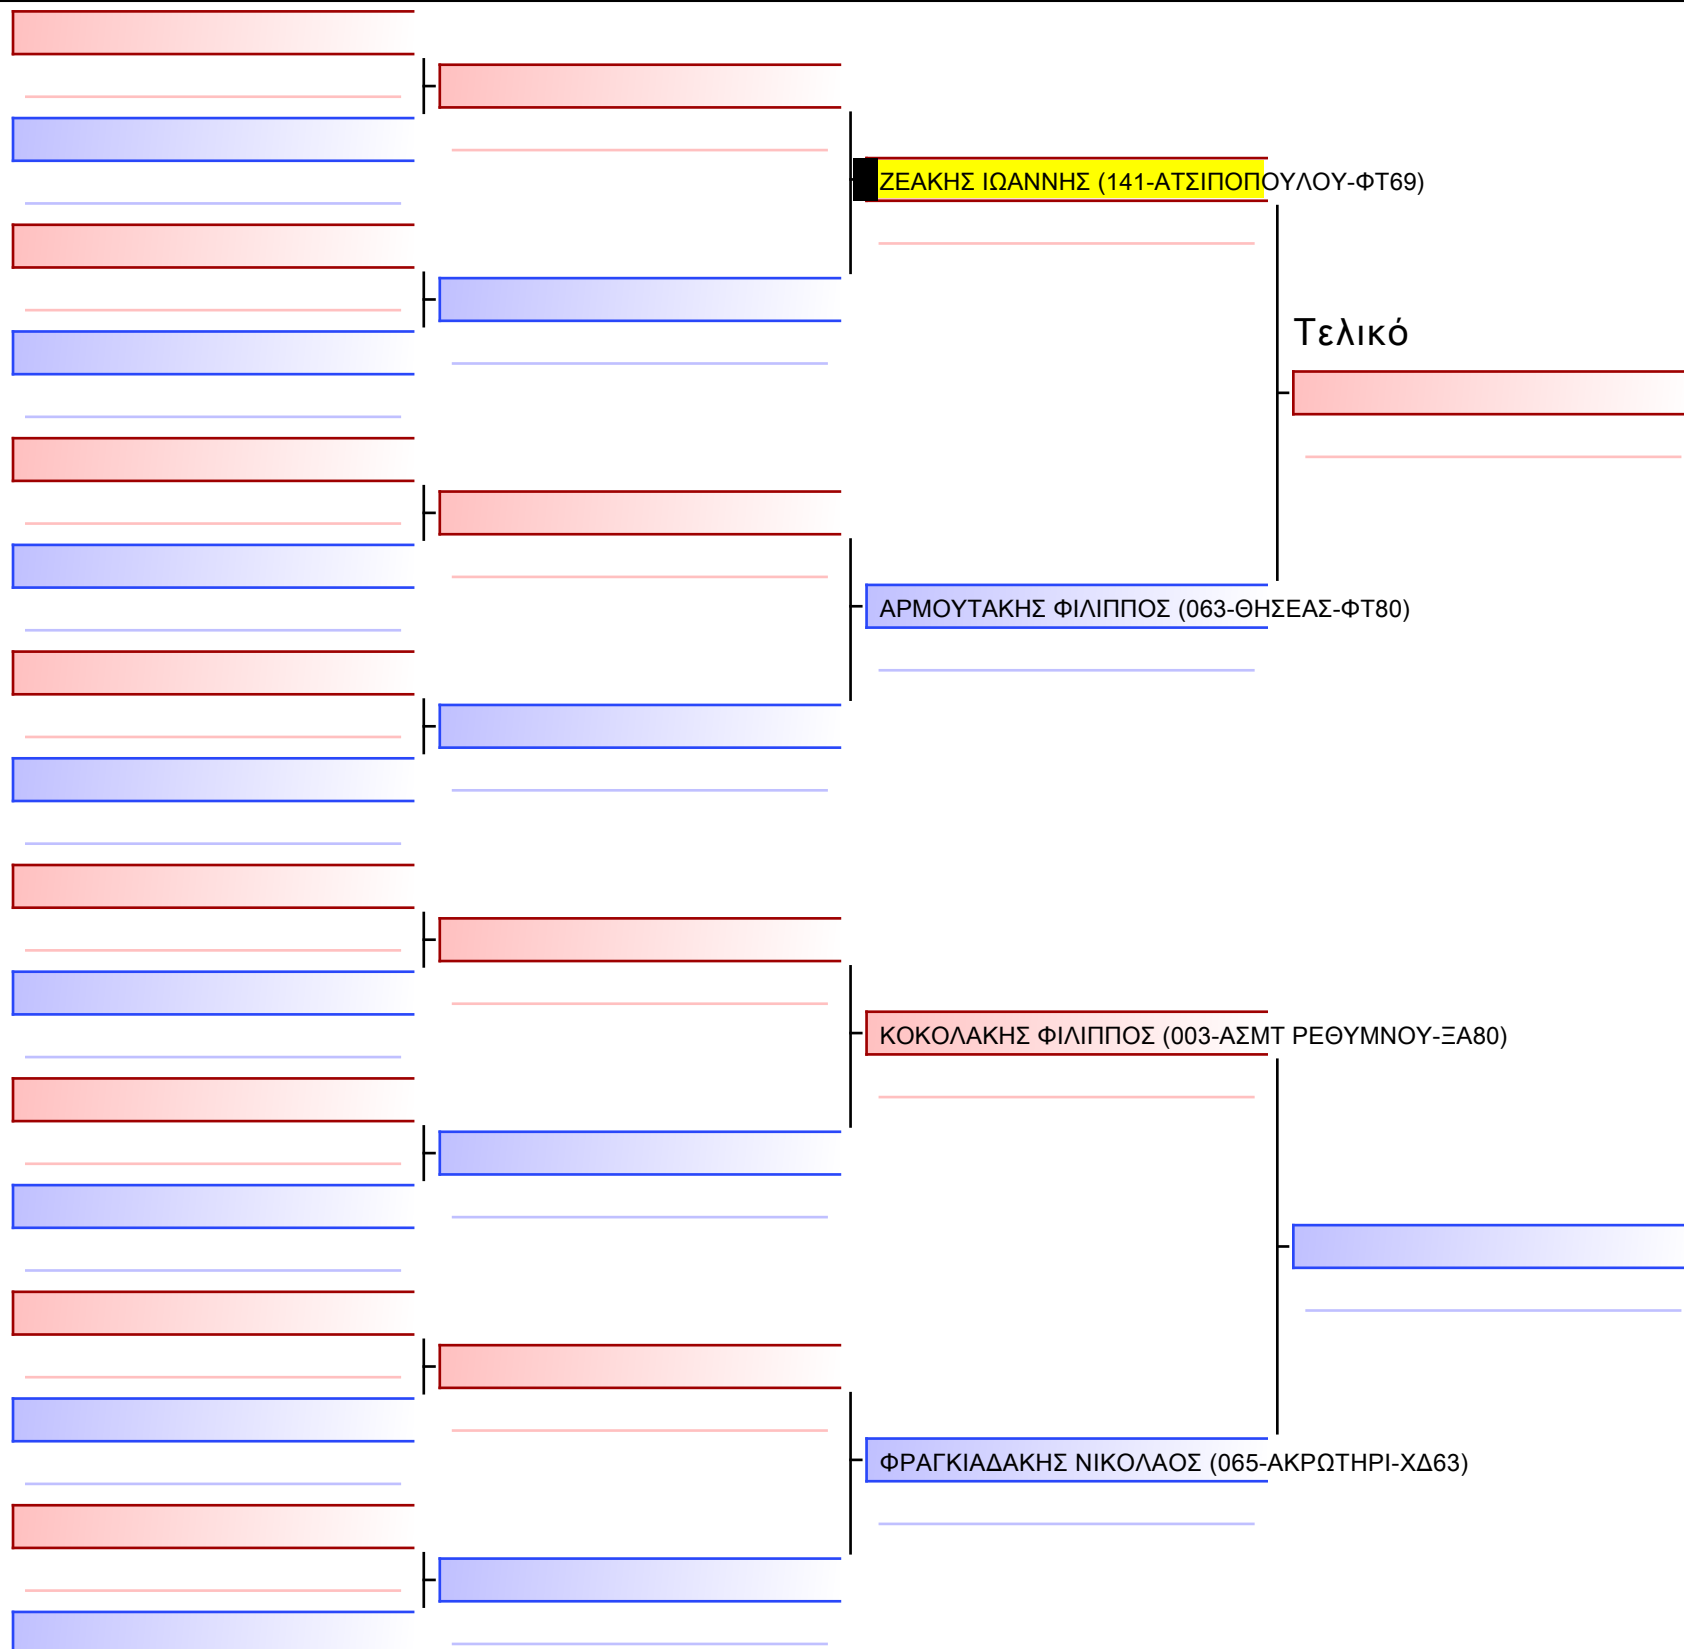 ΖΕΑΚΗΣ ΙΩΑΝΝΗΣ (141-ΑΤΣΙΠΟΠΟΥΛΟΥ-ΦΤ69)
Τελικό
ΑΡΜΟΥΤΑΚΗΣ ΦΙΛΙΠΠΟΣ (063-ΘΗΣΕΑΣ-ΦΤ80)
ΚΟΚΟΛΑΚΗΣ ΦΙΛΙΠΠΟΣ (003-ΑΣΜΤ ΡΕΘΥΜΝΟΥ-ΞΑ80)
ΦΡΑΓΚΙΑΔΑΚΗΣ ΝΙΚΟΛΑΟΣ (065-ΑΚΡΩΤΗΡΙ-ΧΔ63)